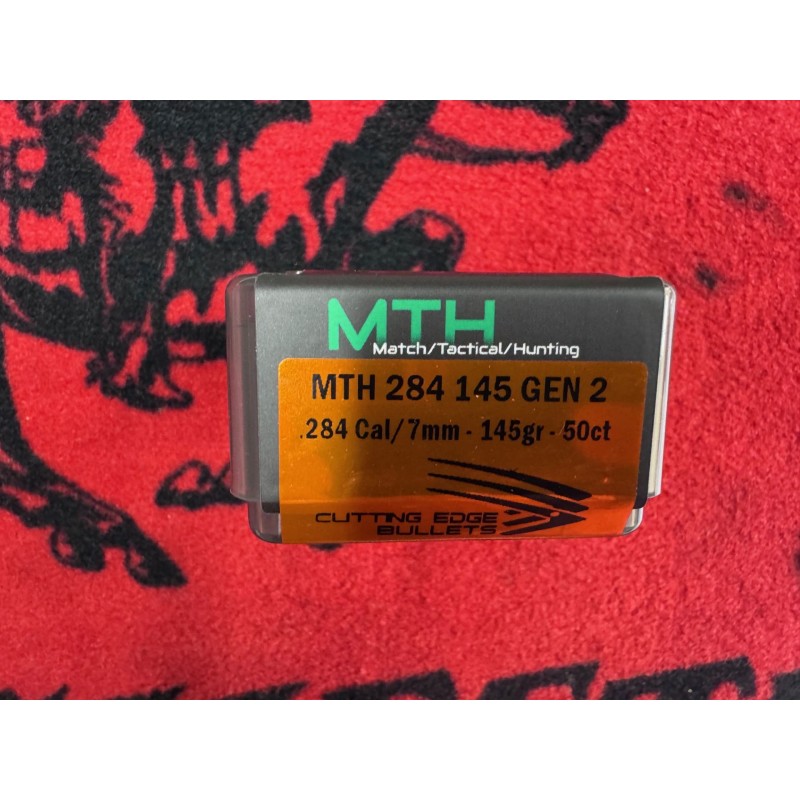 MTH
Match/Tactical/Hunting
MTH 284 145 GEN 2
.284 Cal/7mm - 145gr - 50ct
CUTTING EDGE
BULLETS